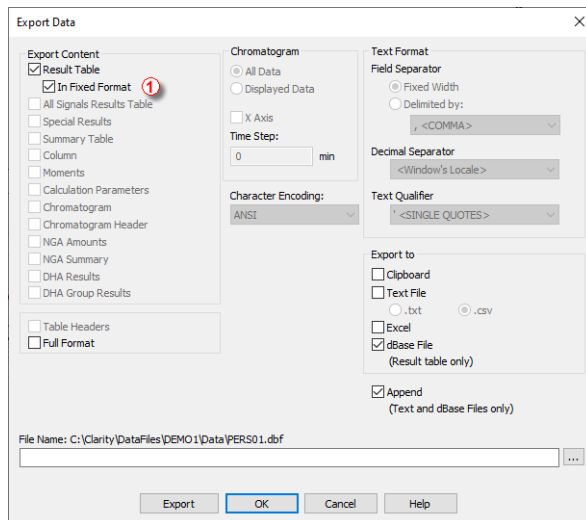 Export Data
Export Content
Result Table
In Fixed Format
1
All Signals Results Table
Special Results
Summary Table
Column
Moments
Calculation Parameters
Chromatogram
Chromatogram Header
NGA Amounts
NGA Summary
DHA Results
DHA Group Results
Table Headers
Full Format
Chromatogram
All Data
Displayed Data
X Axis
Time Step:
0 min
Character Encoding:
ANSI
Text Format
Field Separator
Fixed Width
Delimited by:
, <COMMA>
Decimal Separator
<Window's Locale>
Text Qualifier
' <SINGLE QUOTES>
Export to
Clipboard
Text File
.txt .csv
Excel
dBase File
(Result table only)
Append
(Text and dBase Files only)
File Name: C:\Clarity\DataFiles\DEMO1\Data\PERS01.dbf
...
Export OK Cancel Help